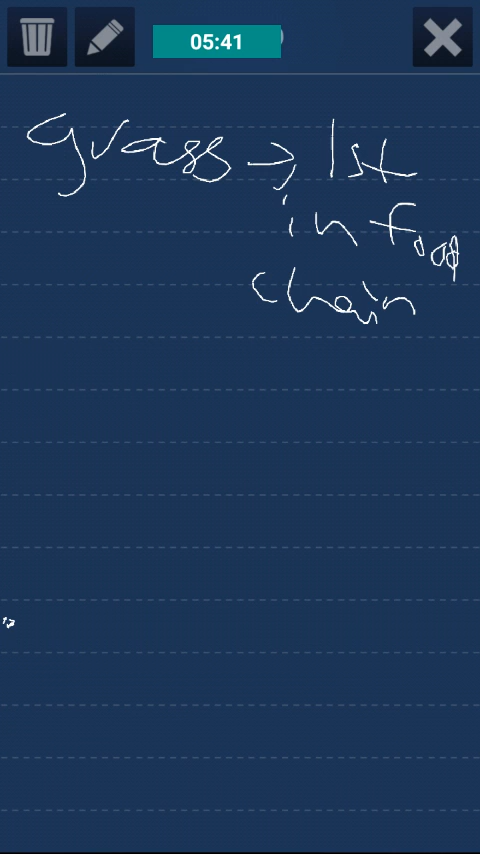 05:41
grass → 1st
in food
chain